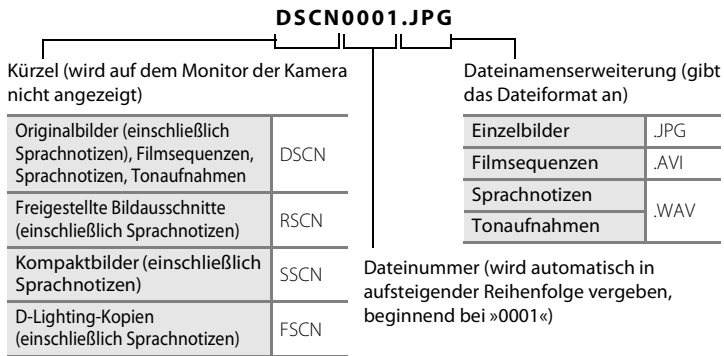 DSCN0001.JPG
Kürzel (wird auf dem Monitor der Kamera
nicht angezeigt)
Originalbilder (einschließlich
Sprachnotizen), Filmsequenzen,
Sprachnotizen, Tonaufnahmen
DSCN
Freigestellte Bildausschnitte
(einschließlich Sprachnotizen)
RSCN
Kompaktbilder (einschließlich
Sprachnotizen)
SSCN
D-Lighting-Kopien
(einschließlich Sprachnotizen)
FSCN
Dateinamenserweiterung (gibt
das Dateiformat an)
Einzelbilder .JPG
Filmsequenzen .AVI
Sprachnotizen
Tonaufnahmen
.WAV
Dateinummer (wird automatisch in
aufsteigender Reihenfolge vergeben,
beginnend bei »0001«)